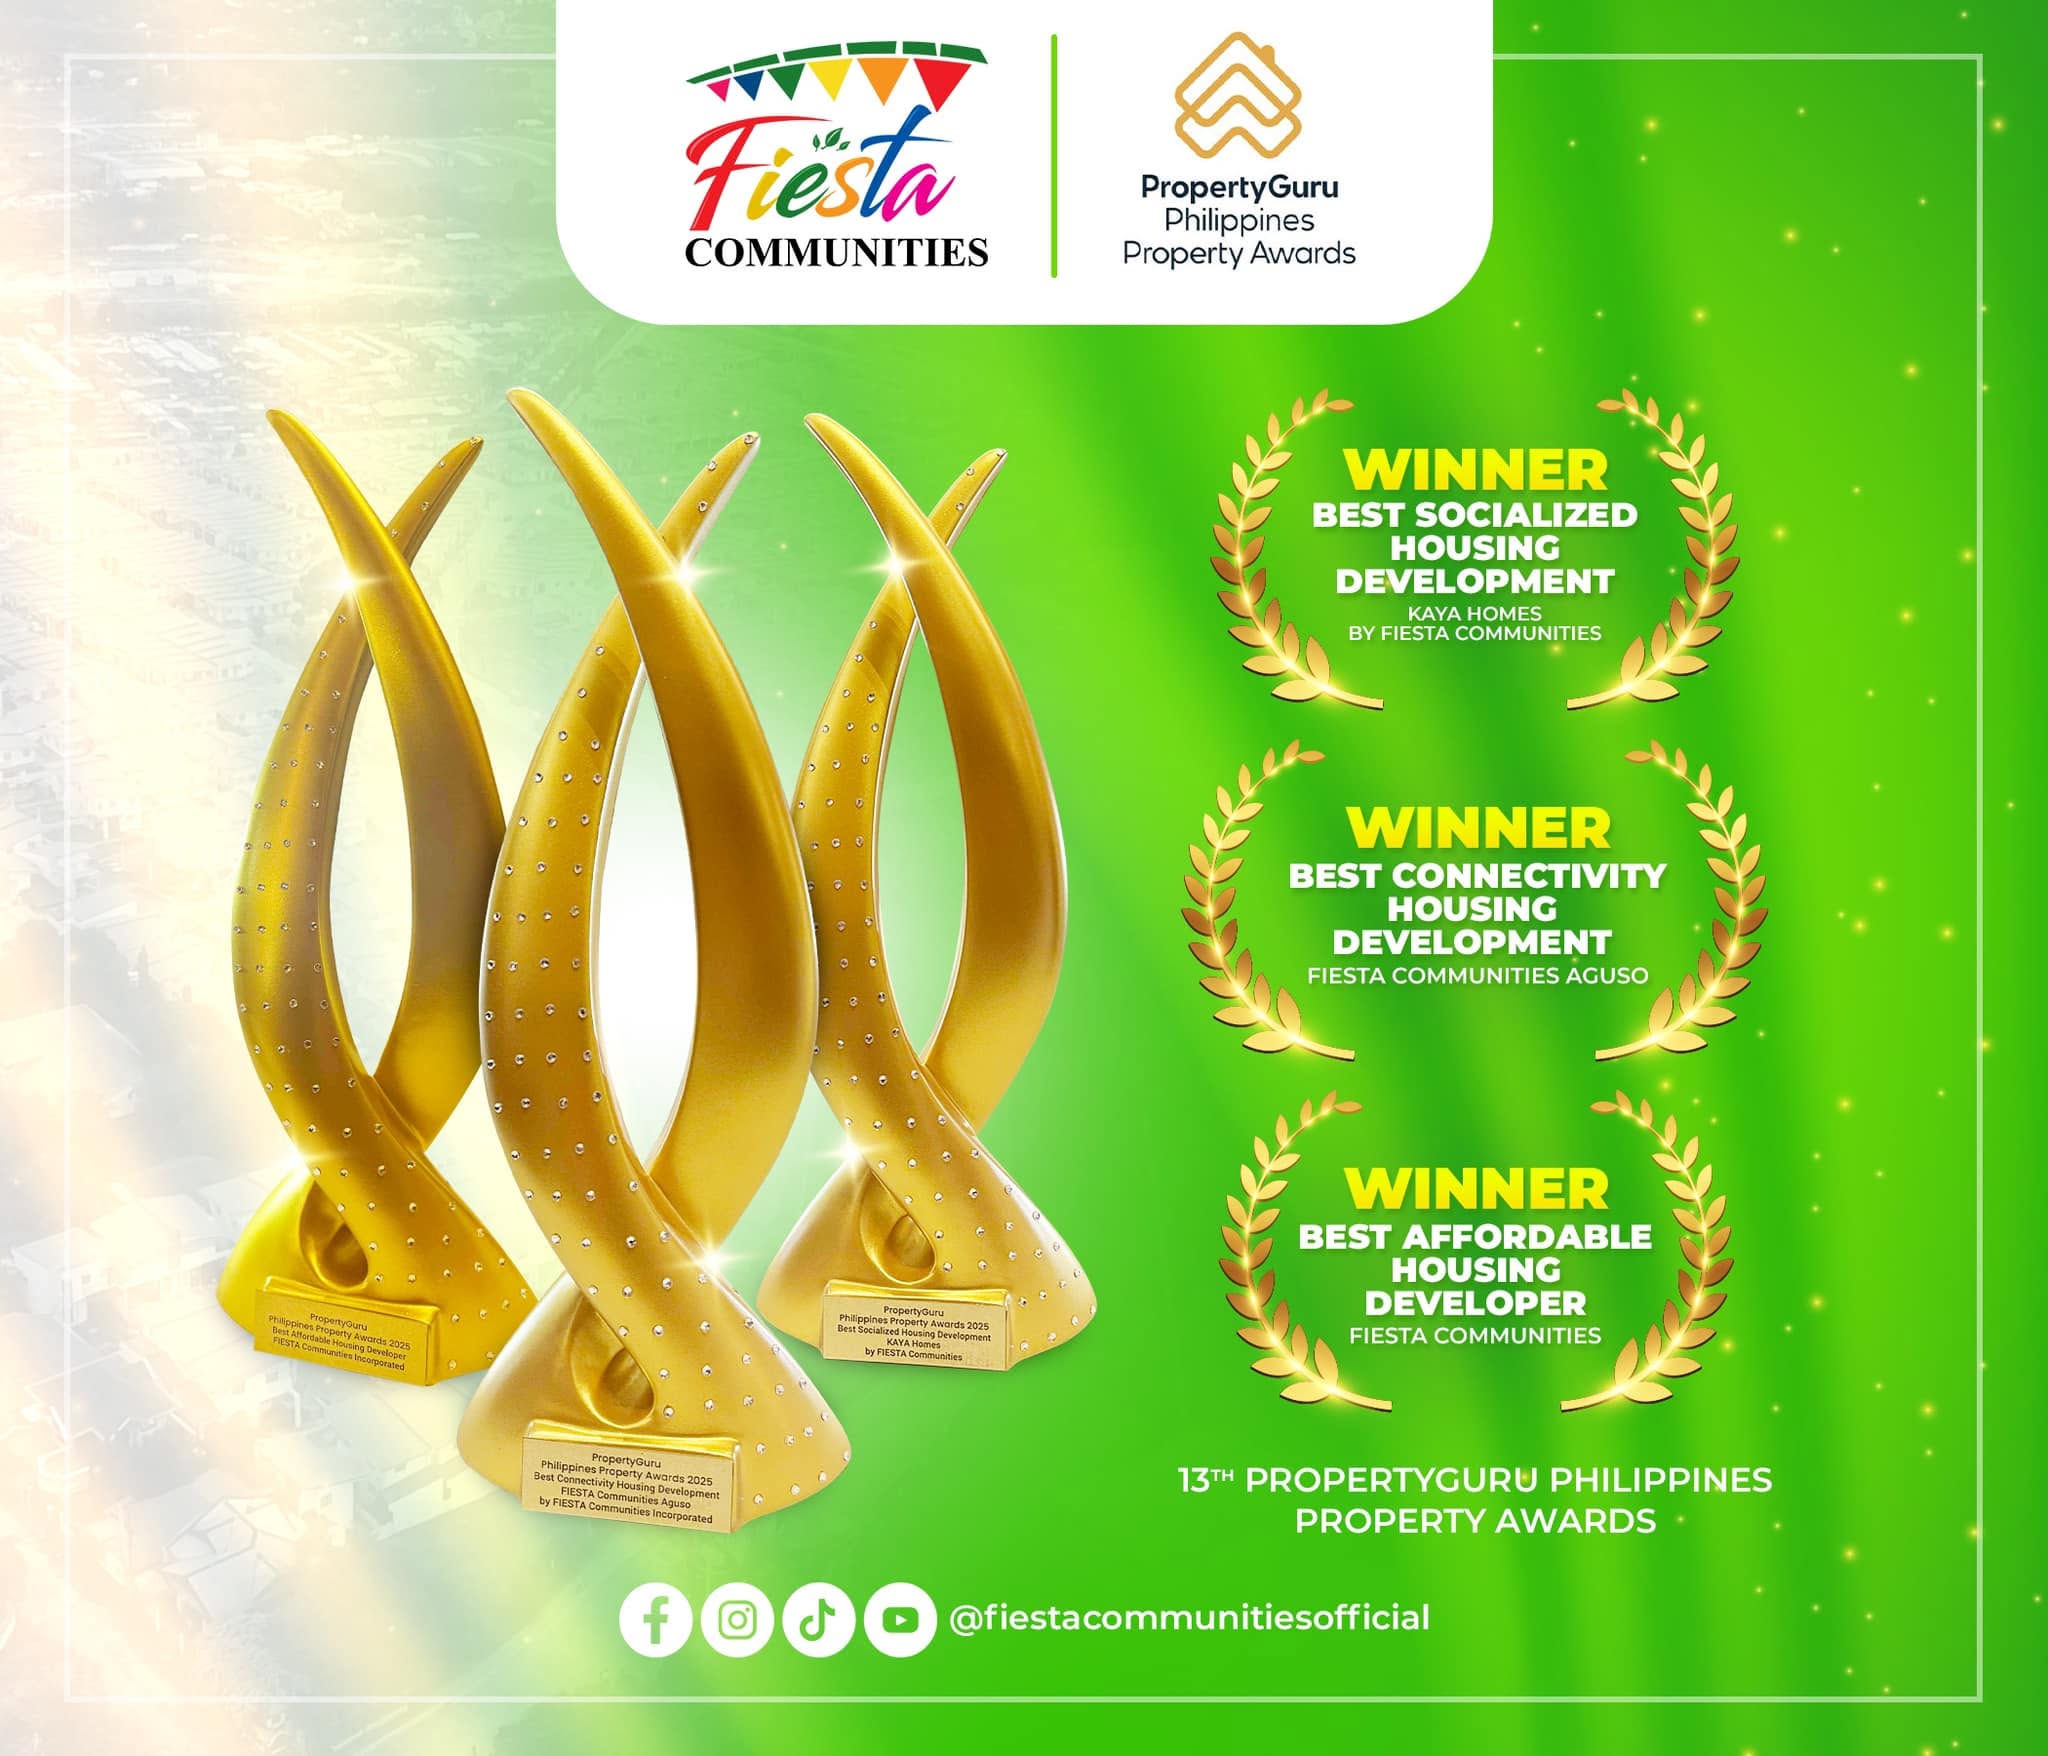 Fiesta
COMMUNITIES
PropertyGuru
Philippines
Property Awards
WINNER
BEST SOCIALIZED
HOUSING
DEVELOPMENT
KAYA HOMES
BY FIESTA COMMUNITIES
WINNER
BEST CONNECTIVITY
HOUSING
DEVELOPMENT
FIESTA COMMUNITIES AGUSO
WINNER
BEST AFFORDABLE
HOUSING
DEVELOPER
FIESTA COMMUNITIES
PropertyGuru
Philippines Property Awards 2025
Best Affordable Housing Developer
FIESTA Communities Incorporated
PropertyGuru
Philippines Property Awards 2025
Best Connectivity Housing Development
FIESTA Communities Aguso
by FIESTA Communities Incorporated
PropertyGuru
Philippines Property Awards 2025
Best Socialized Housing Development
KAYA Homes
by FIESTA Communities
13TH PROPERTYGURU PHILIPPINES
PROPERTY AWARDS
@fiestacommunitiesofficial